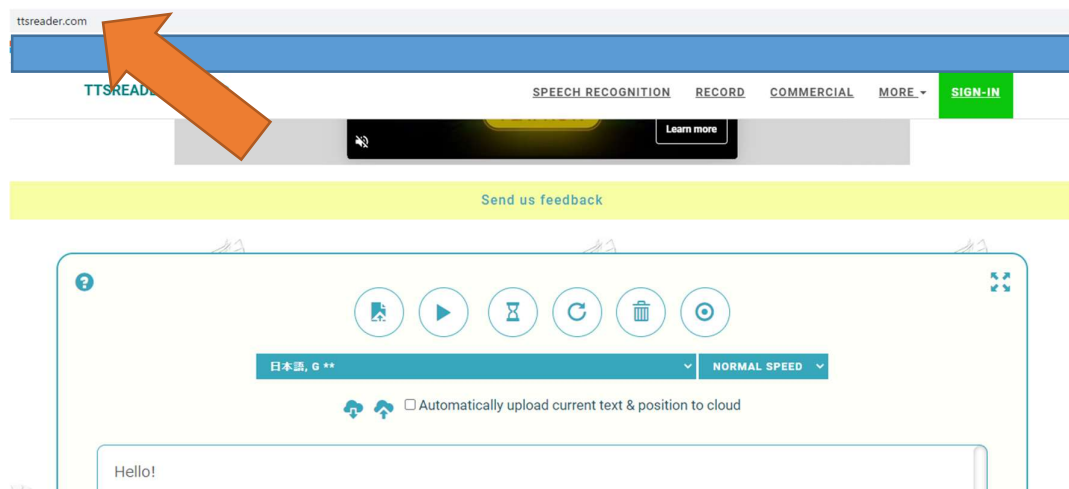 ttsreader.com
SPEECH RECOGNITION RECORD COMMERCIAL MORE SIGN-IN
Learn more
Send us feedback
日本語, G ** NORMAL SPEED
Automatically upload current text & position to cloud
Hello!